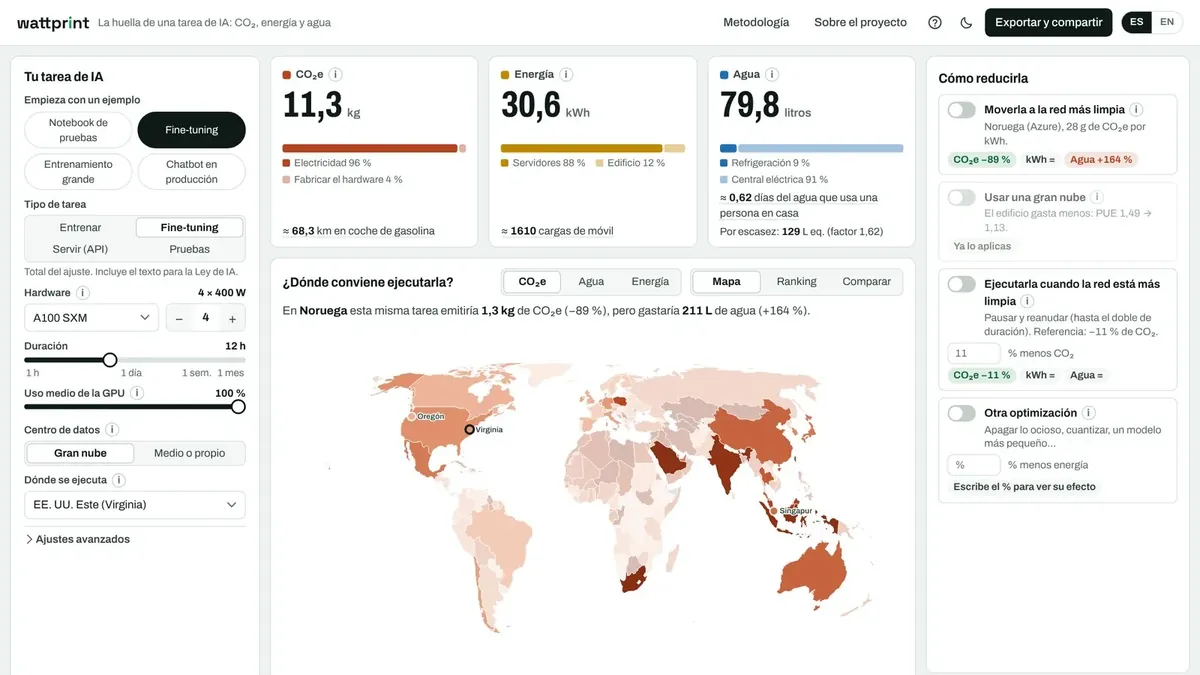 wattprint
La huella de una tarea de IA: CO₂, energía y agua
Metodología
Sobre el proyecto
Exportar y compartir
ES
EN
Tu tarea de IA
Empieza con un ejemplo
Notebook de
pruebas
Fine-tuning
Entrenamiento
grande
Chatbot en
producción
Tipo de tarea
Entrenar
Fine-tuning
Servir (API)
Pruebas
Total del ajuste. Incluye el texto para la Ley de IA.
Hardware
4 × 400 W
A100 SXM
− 4 +
Duración
12 h
1 h
1 día
1 sem.
1 mes
Uso medio de la GPU
100 %
Centro de datos
Gran nube
Medio o propio
Dónde se ejecuta
EE. UU. Este (Virginia)
Ajustes avanzados
CO₂e
11,3 kg
Electricidad 96 %
Fabricar el hardware 4 %
≈ 68,3 km en coche de gasolina
Energía
30,6 kWh
Servidores 88 %
Edificio 12 %
≈ 1610 cargas de móvil
Agua
79,8 litros
Refrigeración 9 %
Central eléctrica 91 %
≈ 0,62 días del agua que usa una
persona en casa
Por escasez: 129 L eq. (factor 1,62)
¿Dónde conviene ejecutarla?
CO₂e
Agua
Energía
Mapa
Ranking
Comparar
En Noruega esta misma tarea emitiría 1,3 kg de CO₂e (−89 %), pero gastaría 211 L de agua (+164 %).
Oregón
Virginia
Singapur
Cómo reducirla
Moverla a la red más limpia
Noruega (Azure), 28 g de CO₂e por
kWh.
CO₂e −89 %
kWh =
Agua +164 %
Usar una gran nube
El edificio gasta menos: PUE 1,49 →
1,13.
Ya lo aplicas
Ejecutarla cuando la red está más
limpia
Pausar y reanudar (hasta el doble de
duración). Referencia: −11 % de CO₂.
11
% menos CO₂
CO₂e −11 %
kWh =
Agua =
Otra optimización
Apagar lo ocioso, cuantizar, un modelo
más pequeño...
%
% menos energía
Escribe el % para ver su efecto